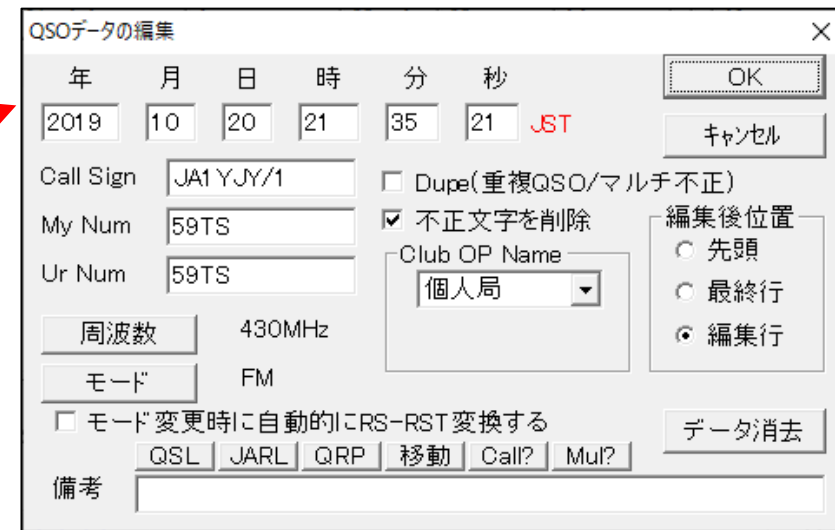 QSOデータの編集
年 月 日 時 分 秒 OK
2019 10 20 21 35 21 JST キャンセル
Call Sign JA1YJY/1 Dupe(重複QSO/マルチ不正)
My Num 59TS 不正文字を削除 編集後位置
Ur Num 59TS Club OP Name 先頭
個人局 最終行
周波数 430MHz 編集行
モード FM
モード変更時に自動的にRS-RST変換する データ消去
QSL JARL QRP 移動 Call? Mul?
備考